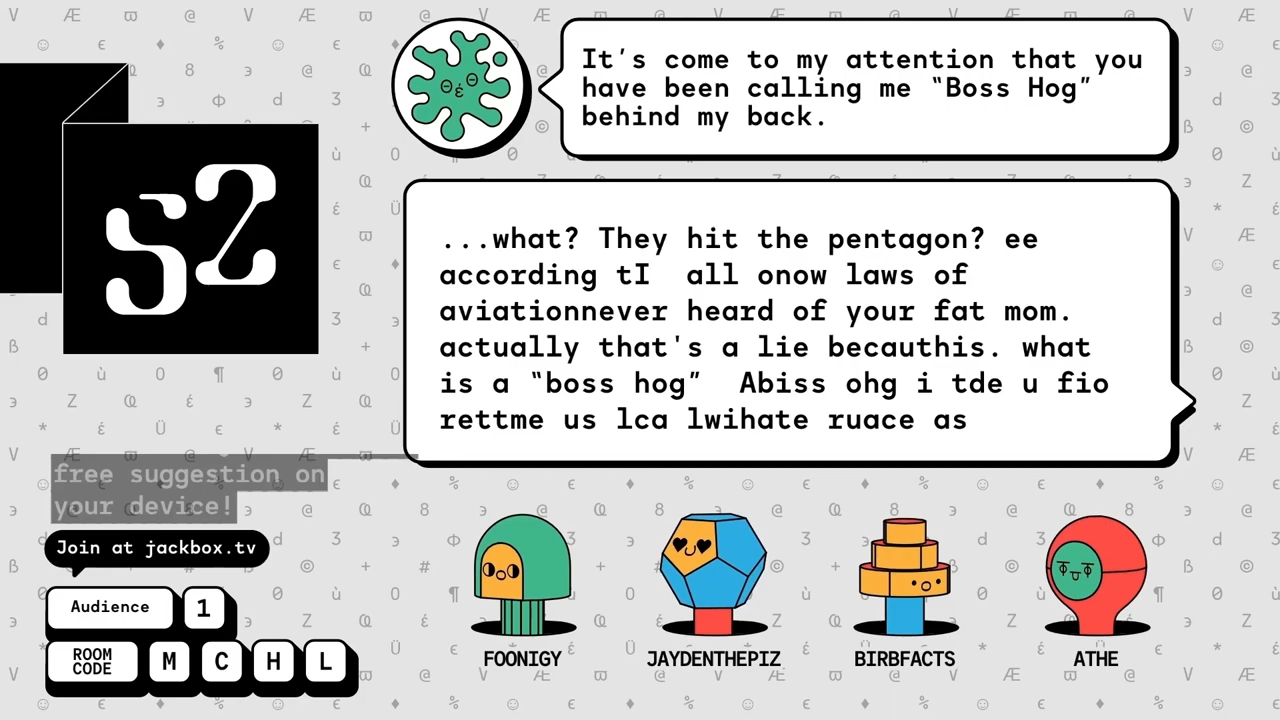 It's come to my attention that you
have been calling me “Boss Hog”
behind my back.
52
...what? They hit the pentagon? ee
according tI  all onow laws of
aviationnever heard of your fat mom.
actually that's a lie becauthis. what
is a “boss hog”  Abiss ohg i tde u fio
rettme us lca lwihate ruace as
free suggestion on
your device!
Join at jackbox.tv
Audience 1
ROOM
CODE M C H L
FOONIGY JAYDENTHEPIZ BIRBFACTS ATHE